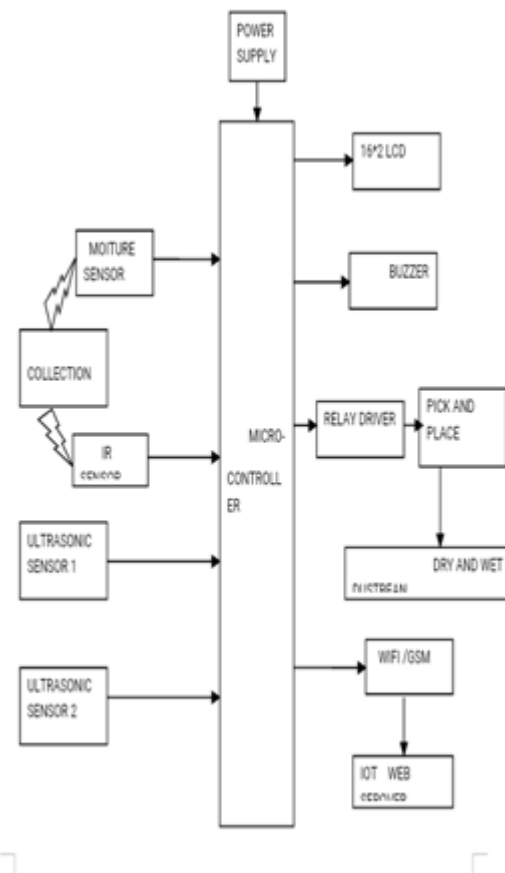 POWER
SUPPLY
16*2 LCD
MOITURE
SENSOR
BUZZER
COLLECTION
RELAY DRIVER
PICK AND
PLACE
MICRO-
CONTROLL
ER
IR
SENSOR
ULTRASONIC
SENSOR 1
DRY AND WET
WIFI /GSM
ULTRASONIC
SENSOR 2
IOT WEB